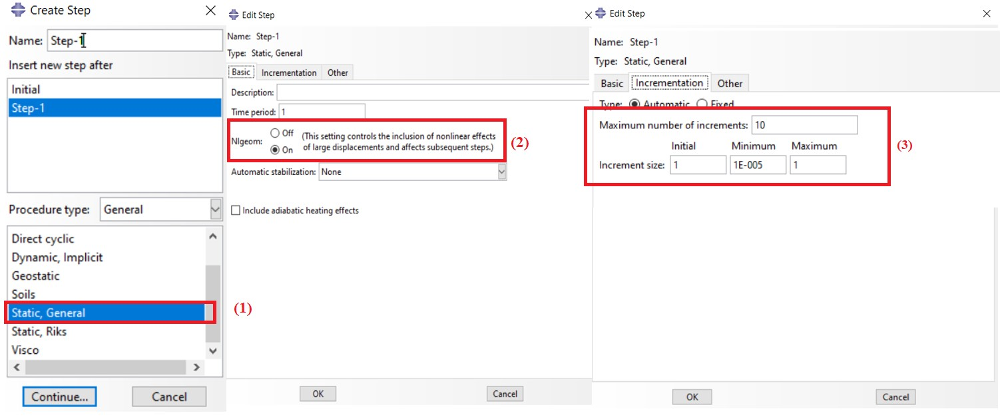 Create Step
Name: Step-1
Insert new step after
Initial
Step-1
Procedure type: General
Direct cyclic
Dynamic, Implicit
Geostatic
Soils
Static, General
Static, Riks
Visco
Continue...
Cancel
(1)
Edit Step
Name: Step-1
Type: Static, General
Basic Incrementation Other
Description:
Time period: 1
Nlgeom:
Off
On
(This setting controls the inclusion of nonlinear effects
of large displacements and affects subsequent steps.)
(2)
Automatic stabilization: None
Include adiabatic heating effects
OK
Cancel
Edit Step
Name: Step-1
Type: Static, General
Basic Incrementation Other
Type: Automatic Fixed
Maximum number of increments: 10
Initial Minimum Maximum
Increment size: 1 1E-005 1
(3)
OK
Cancel